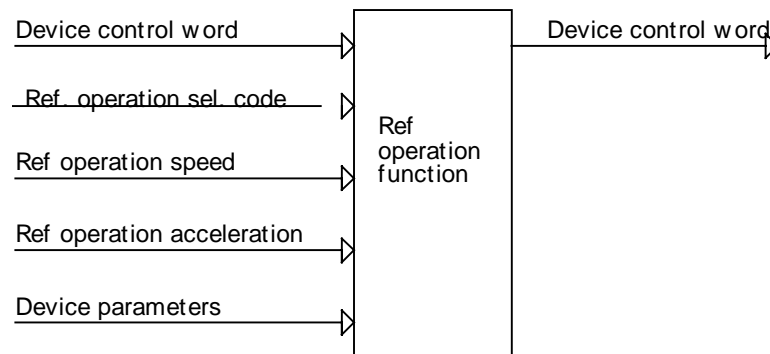 Device control word
Device control word
Ref. operation sel. code
Ref operation speed
Ref operation acceleration
Device parameters
Ref
operation
function